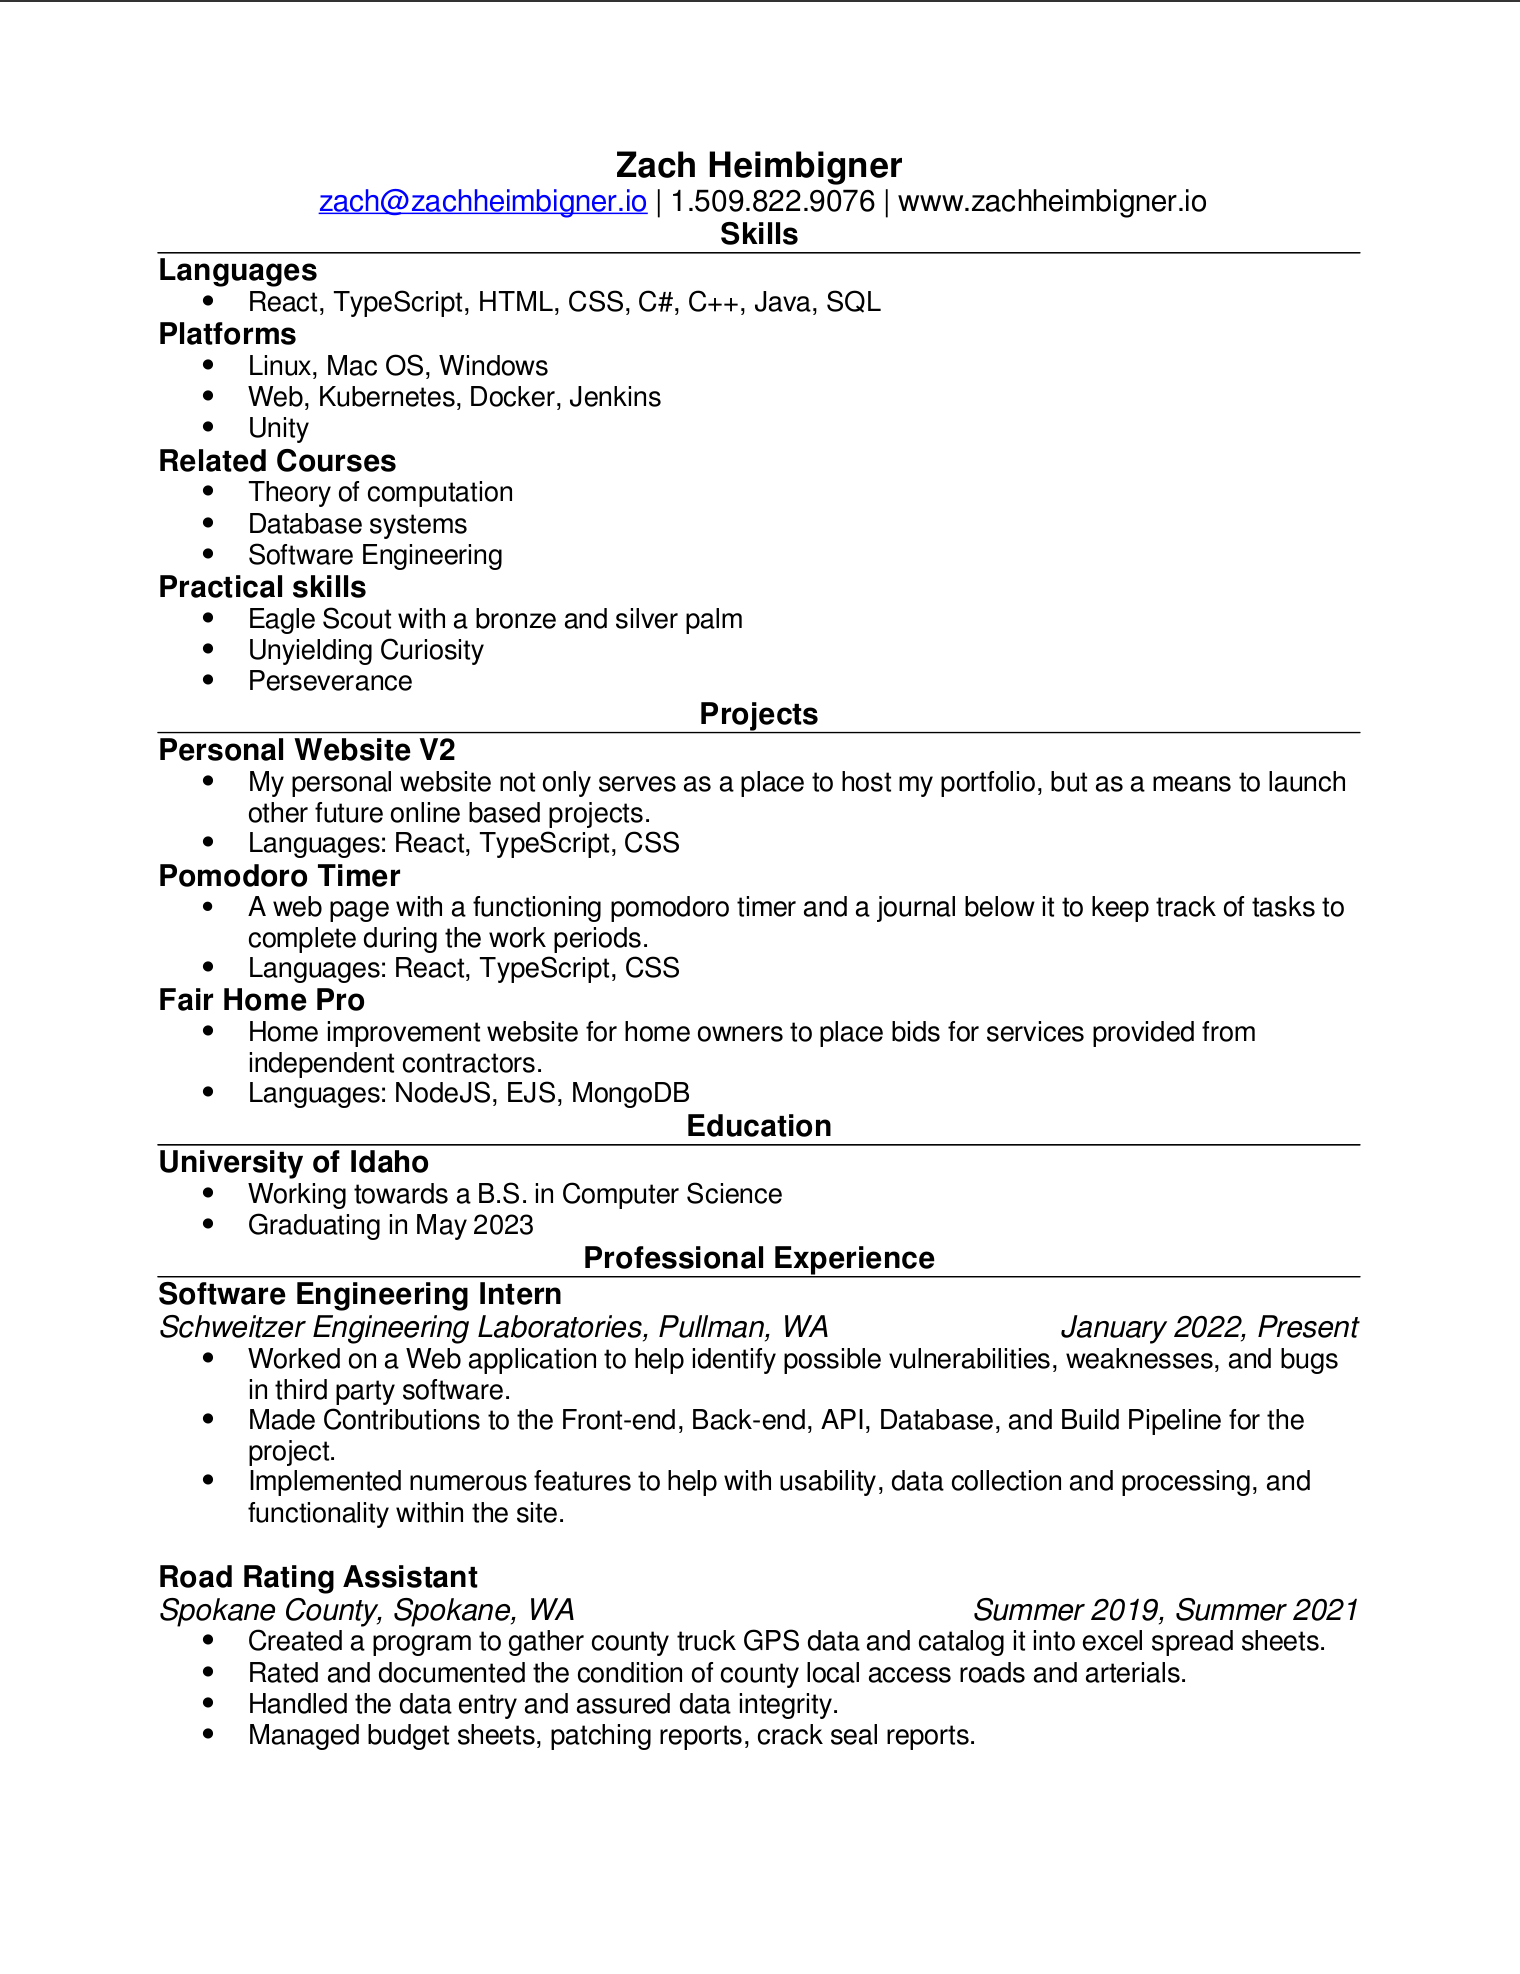 Zach Heimbigner
zach@zachheimbigner.io | 1.509.822.9076 | www.zachheimbigner.io
Skills
Languages
• React, TypeScript, HTML, CSS, C#, C++, Java, SQL
Platforms
• Linux, Mac OS, Windows
• Web, Kubernetes, Docker, Jenkins
• Unity
Related Courses
• Theory of computation
• Database systems
• Software Engineering
Practical skills
• Eagle Scout with a bronze and silver palm
• Unyielding Curiosity
• Perseverance
Projects
Personal Website V2
• My personal website not only serves as a place to host my portfolio, but as a means to launch
other future online based projects.
• Languages: React, TypeScript, CSS
Pomodoro Timer
• A web page with a functioning pomodoro timer and a journal below it to keep track of tasks to
complete during the work periods.
• Languages: React, TypeScript, CSS
Fair Home Pro
• Home improvement website for home owners to place bids for services provided from
independent contractors.
• Languages: NodeJS, EJS, MongoDB
Education
University of Idaho
• Working towards a B.S. in Computer Science
• Graduating in May 2023
Professional Experience
Software Engineering Intern
Schweitzer Engineering Laboratories, Pullman, WA January 2022, Present
• Worked on a Web application to help identify possible vulnerabilities, weaknesses, and bugs
in third party software.
• Made Contributions to the Front-end, Back-end, API, Database, and Build Pipeline for the
project.
• Implemented numerous features to help with usability, data collection and processing, and
functionality within the site.
Road Rating Assistant
Spokane County, Spokane, WA Summer 2019, Summer 2021
• Created a program to gather county truck GPS data and catalog it into excel spread sheets.
• Rated and documented the condition of county local access roads and arterials.
• Handled the data entry and assured data integrity.
• Managed budget sheets, patching reports, crack seal reports.